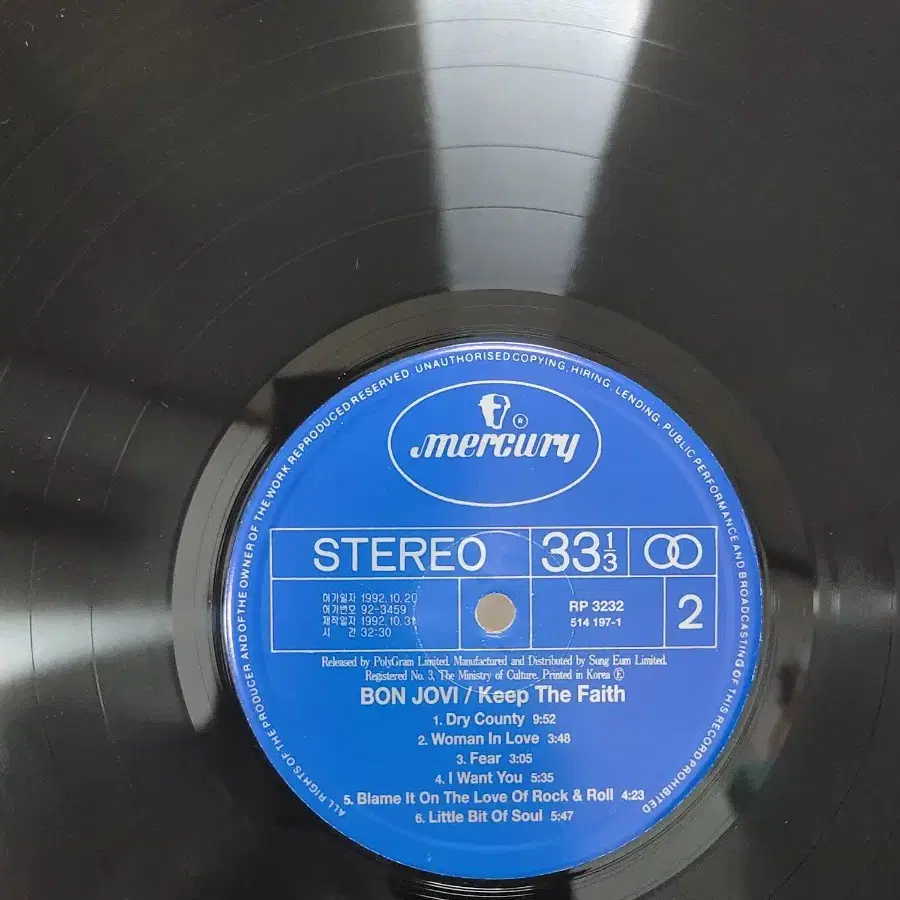 ALL RIGHTS OF THE PRODUCER AND OF THE OWNER OF THE WORK REPRODUCED RESERVED. UNAUTHORISED COPYING, HIRING, LENDING, PUBLIC PERFORMANCE AND BROADCASTING OF THIS RECORD PROHIBITED
®
mercury
STEREO 33 1/3
허가일자 1992.10.20
허가번호 92-3459
제작일자 1992.10.31
시 간 32:30
RP 3232
514 197-1
2
Released by PolyGram Limited. Manufactured and Distributed by Sung Eum Limited.
Registered No. 3, The Ministry of Culture, Printed in Korea Ⓔ
BON JOVI / Keep The Faith
1. Dry County 9:52
2. Woman In Love 3:48
3. Fear 3:05
4. I Want You 5:35
5. Blame It On The Love Of Rock & Roll 4:23
6. Little Bit Of Soul 5:47